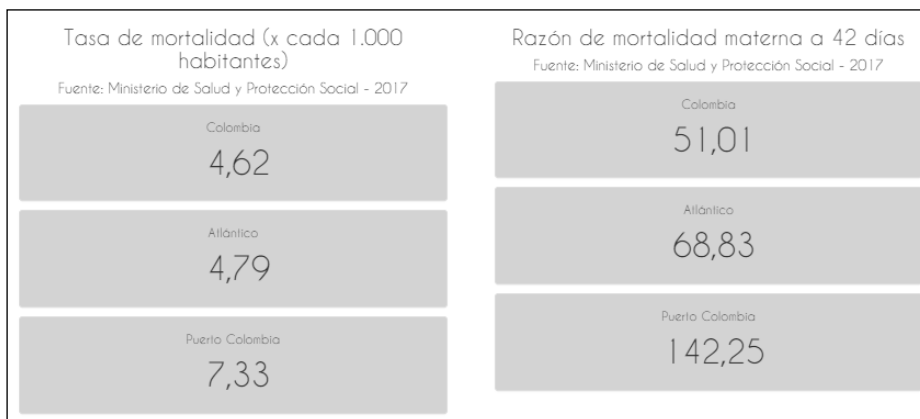 Tasa de mortalidad (x cada 1.000
habitantes)
Fuente: Ministerio de Salud y Protección Social - 2017
Colombia
4,62
Atlántico
4,79
Puerto Colombia
7,33
Razón de mortalidad materna a 42 días
Fuente: Ministerio de Salud y Protección Social - 2017
Colombia
51,01
Atlántico
68,83
Puerto Colombia
142,25